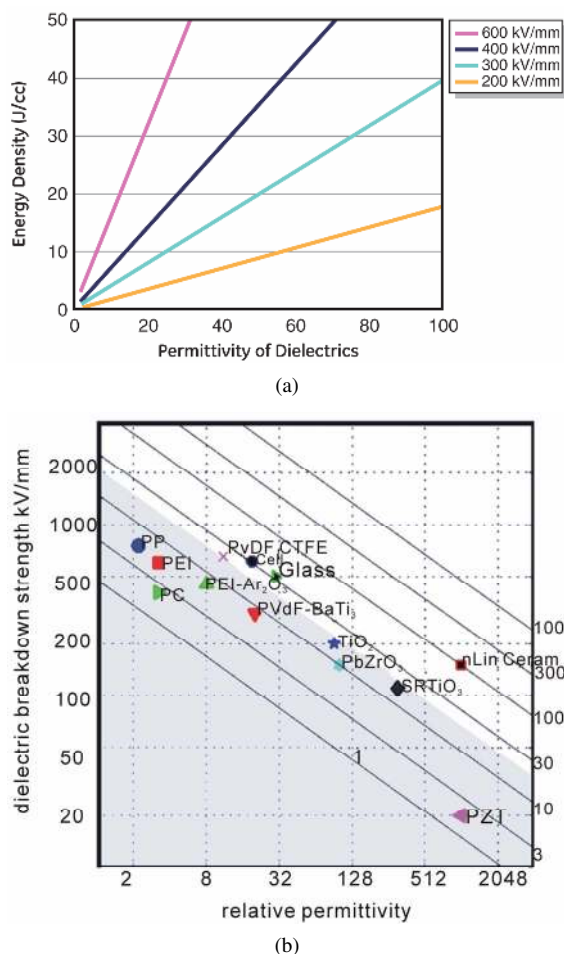 50
40
30
20
10
0
0 20 40 60 80 100
Energy Density (J/cc)
Permittivity of Dielectrics
600 kV/mm
400 kV/mm
300 kV/mm
200 kV/mm
(a)
2000
1000
500
200
100
50
20
dielectric breakdcwn strength kV/mm
PP
PEI
PC
PvDF CTFE
Cell
Glass
PEI-Ar₂O₃
PVdF-BaTi₃
TiO₂
PbZrO₃
nLin Ceram
SRTiO₃
PZT
1
100
300
100
30
10
3
2 8 32 128 512 2048
relative permittivity
(b)